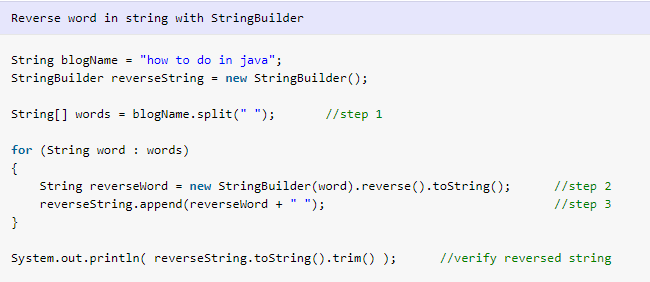 Reverse word in string with StringBuilder
String blogName = "how to do in java";
StringBuilder reverseString = new StringBuilder();
String[] words = blogName.split(" ");       //step 1
for (String word : words)
{
    String reverseWord = new StringBuilder(word).reverse().toString();      //step 2
    reverseString.append(reverseWord + " ");                                //step 3
}
System.out.println( reverseString.toString().trim() );      //verify reversed string